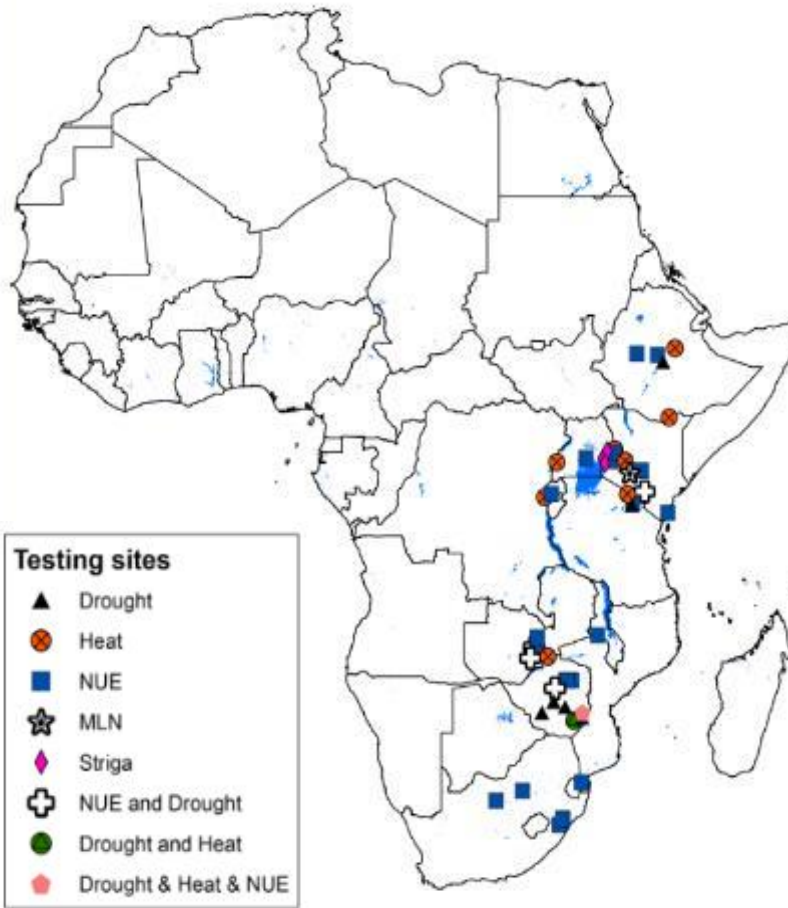 Testing sites
Drought
Heat
NUE
MLN
Striga
NUE and Drought
Drought and Heat
Drought & Heat & NUE